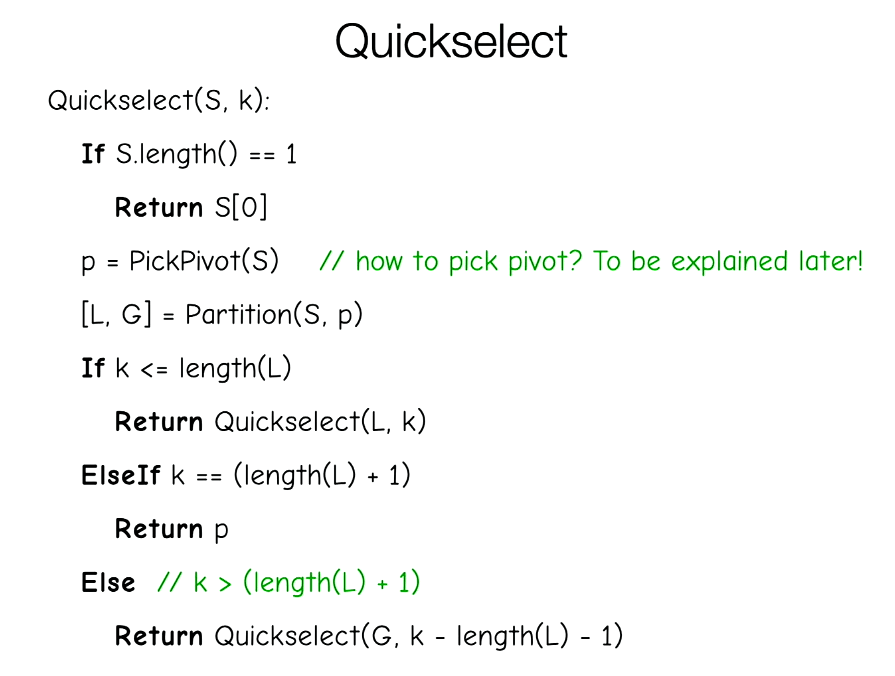 Quickselect
Quickselect(S, k):
If S.length() == 1
Return S[0]
p = PickPivot(S) // how to pick pivot? To be explained later!
[L, G] = Partition(S, p)
If k <= length(L)
Return Quickselect(L, k)
ElseIf k == (length(L) + 1)
Return p
Else // k > (length(L) + 1)
Return Quickselect(G, k - length(L) - 1)